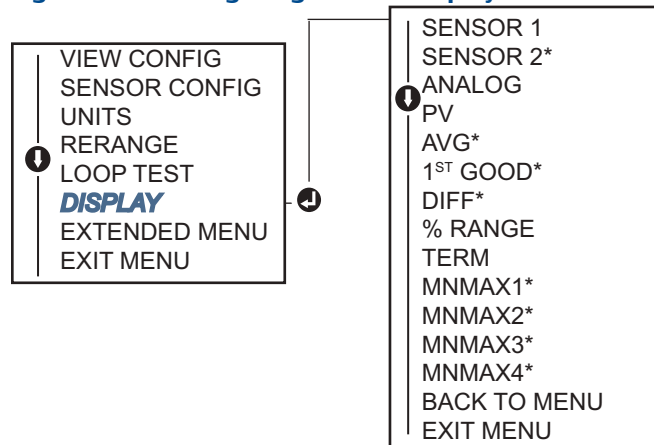 VIEW CONFIG
SENSOR CONFIG
UNITS
RERANGE
LOOP TEST
DISPLAY
EXTENDED MENU
EXIT MENU
SENSOR 1
SENSOR 2*
ANALOG
PV
AVG*
1ST GOOD*
DIFF*
% RANGE
TERM
MNMAX1*
MNMAX2*
MNMAX3*
MNMAX4*
BACK TO MENU
EXIT MENU